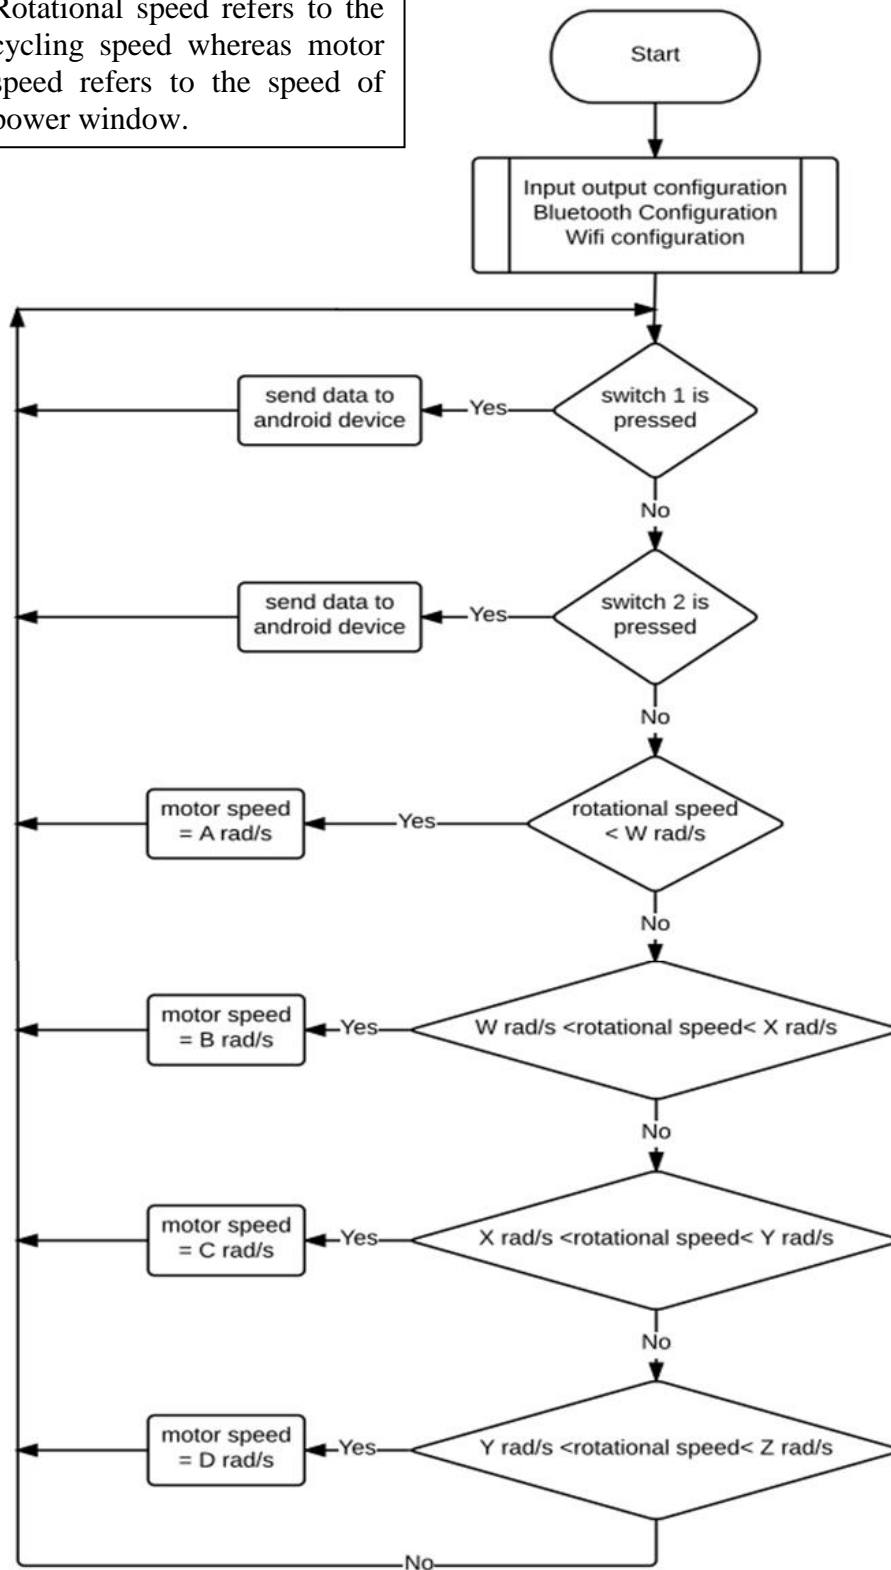 Rotational speed refers to the
cycling speed whereas motor
speed refers to the speed of
power window.
Start
Input output configuration
Bluetooth Configuration
Wifi configuration
switch 1 is
pressed
Yes
send data to
android device
No
switch 2 is
pressed
Yes
send data to
android device
No
rotational speed
< W rad/s
Yes
motor speed
= A rad/s
No
W rad/s <rotational speed< X rad/s
Yes
motor speed
= B rad/s
No
X rad/s <rotational speed< Y rad/s
Yes
motor speed
= C rad/s
No
Y rad/s <rotational speed< Z rad/s
Yes
motor speed
= D rad/s
No